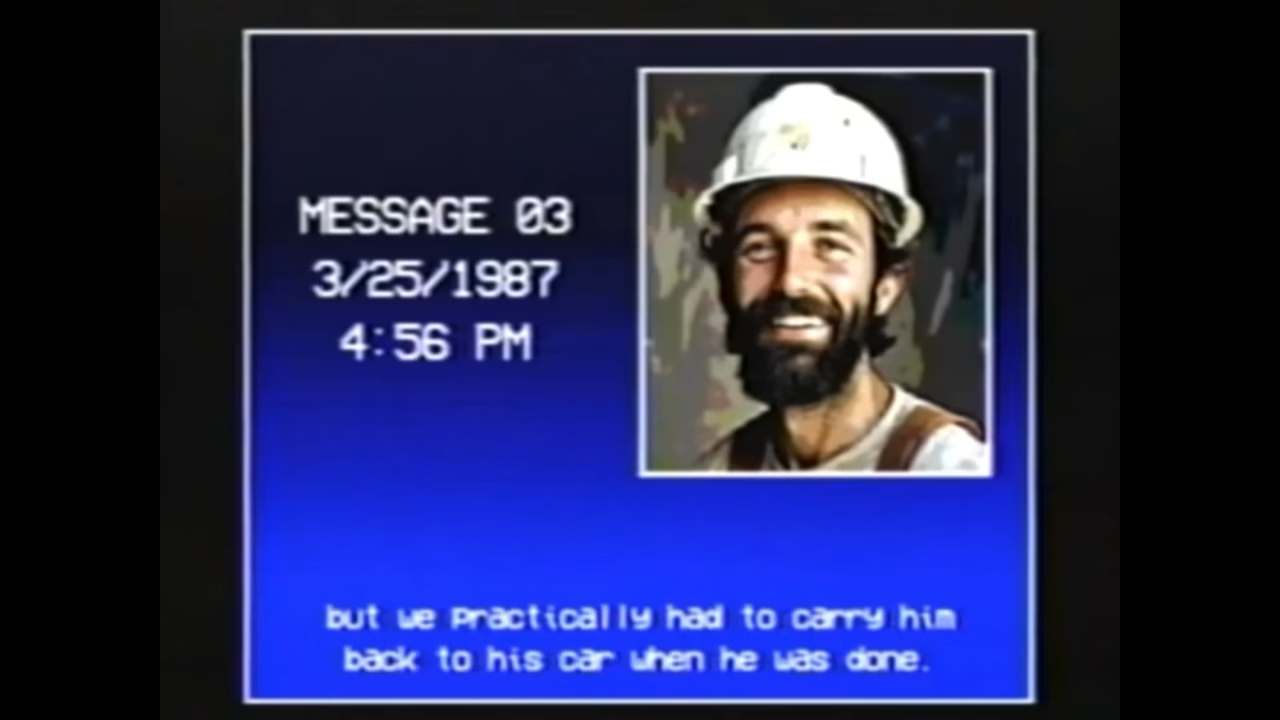 MESSAGE 03
3/25/1987
4:56 PM
but we practically had to carry him
back to his car when he was done.